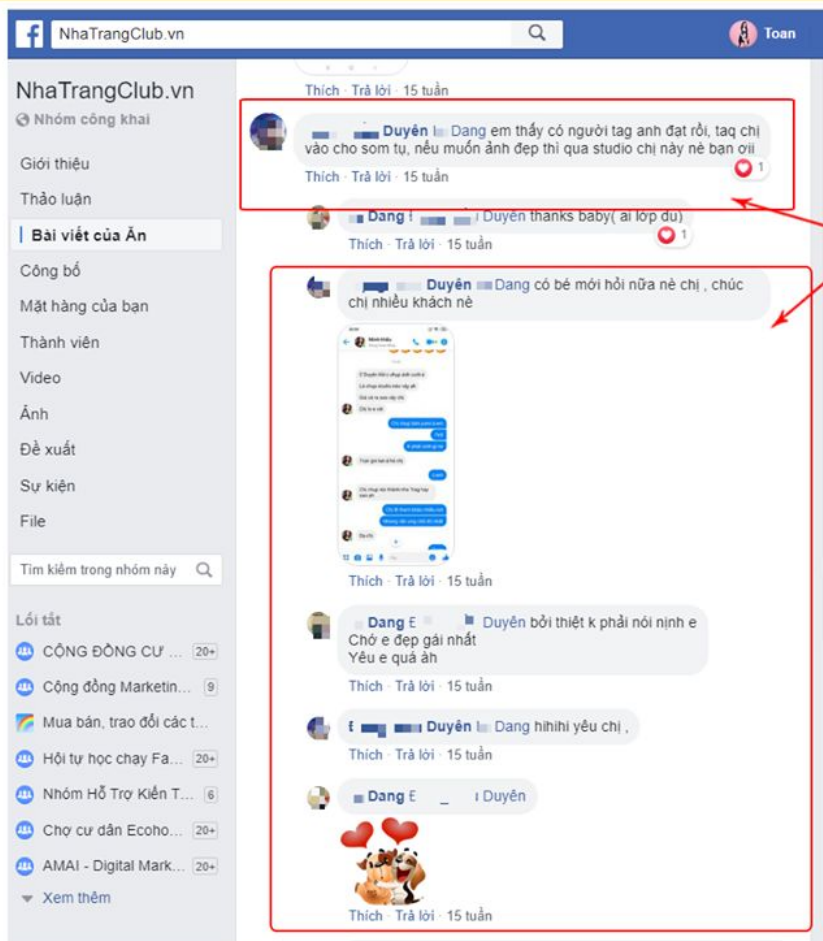 NhaTrangClub.vn
Toan
NhaTrangClub.vn
Nhóm công khai
Giới thiệu
Thảo luận
Bài viết của Ăn
Công bố
Mặt hàng của bạn
Thành viên
Video
Ảnh
Đề xuất
Sự kiện
File
Tìm kiếm trong nhóm này
Lối tắt
CỘNG ĐỒNG CƯ ... 20+
Cộng đồng Marketin... 9
Mua bán, trao đổi các t...
Hội tự học chạy Fa... 20+
Nhóm Hỗ Trợ Kiến T... 6
Chợ cư dân Ecoho... 20+
AMAI - Digital Mark... 20+
Xem thêm
Thích · Trả lời · 15 tuần
Duyên Dang em thấy có người tag anh đạt rồi, taq chị
vào cho som tụ, nếu muốn ảnh đẹp thì qua studio chị này nè bạn ơii
1
Thích · Trả lời · 15 tuần
Dang Duyên thanks baby( ai lớp du)
1
Thích · Trả lời · 15 tuần
Duyên Dang có bé mới hỏi nữa nè chị , chúc
chị nhiều khách nè
Thích · Trả lời · 15 tuần
Dang Duyên bởi thiệt k phải nói nịnh e
Chớ e đẹp gái nhất
Yêu e quá àh
Thích · Trả lời · 15 tuần
Duyên Dang hihihi yêu chị ,
Thích · Trả lời · 15 tuần
Dang Duyên
Thích · Trả lời · 15 tuần